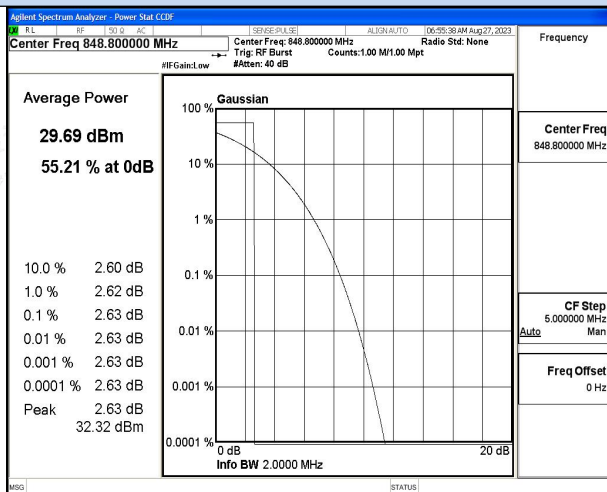 Agilent Spectrum Analyzer - Power Stat CCDF
RL RF 50 Ω AC SENSE:PULSE ALIGN AUTO 06:55:38 AM Aug 27, 2023
Center Freq 848.800000 MHz
Center Freq: 848.800000 MHz Radio Std: None
Trig: RF Burst Counts:1.00 M/1.00 Mpt
#IFGain:Low #Atten: 40 dB
Frequency
Average Power
29.69 dBm
55.21 % at 0dB
10.0 % 2.60 dB
1.0 % 2.62 dB
0.1 % 2.63 dB
0.01 % 2.63 dB
0.001 % 2.63 dB
0.0001 % 2.63 dB
Peak 2.63 dB
32.32 dBm
Gaussian
100 %
10 %
1 %
0.1 %
0.01 %
0.001 %
0.0001 %
0 dB 20 dB
Info BW 2.0000 MHz
Center Freq
848.800000 MHz
CF Step
5.000000 MHz
Auto Man
Freq Offset
0 Hz
MSG STATUS